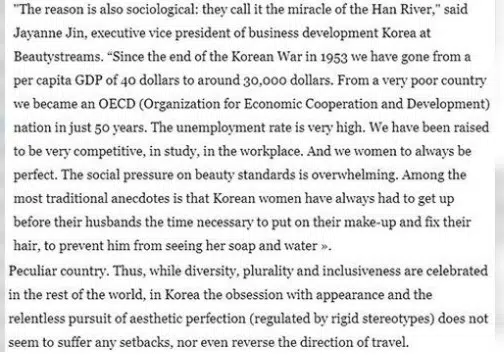 "The reason is also sociological: they call it the miracle of the Han River," said
Jayanne Jin, executive vice president of business development Korea at
Beautystreams. “Since the end of the Korean War in 1953 we have gone from a
per capita GDP of 40 dollars to around 30,000 dollars. From a very poor country
we became an OECD (Organization for Economic Cooperation and Development)
nation in just 50 years. The unemployment rate is very high. We have been raised
to be very competitive, in study, in the workplace. And we women to always be
perfect. The social pressure on beauty standards is overwhelming. Among the
most traditional anecdotes is that Korean women have always had to get up
before their husbands the time necessary to put on their make-up and fix their
hair, to prevent him from seeing her soap and water ».
Peculiar country. Thus, while diversity, plurality and inclusiveness are celebrated
in the rest of the world, in Korea the obsession with appearance and the
relentless pursuit of aesthetic perfection (regulated by rigid stereotypes) does not
seem to suffer any setbacks, nor even reverse the direction of travel.